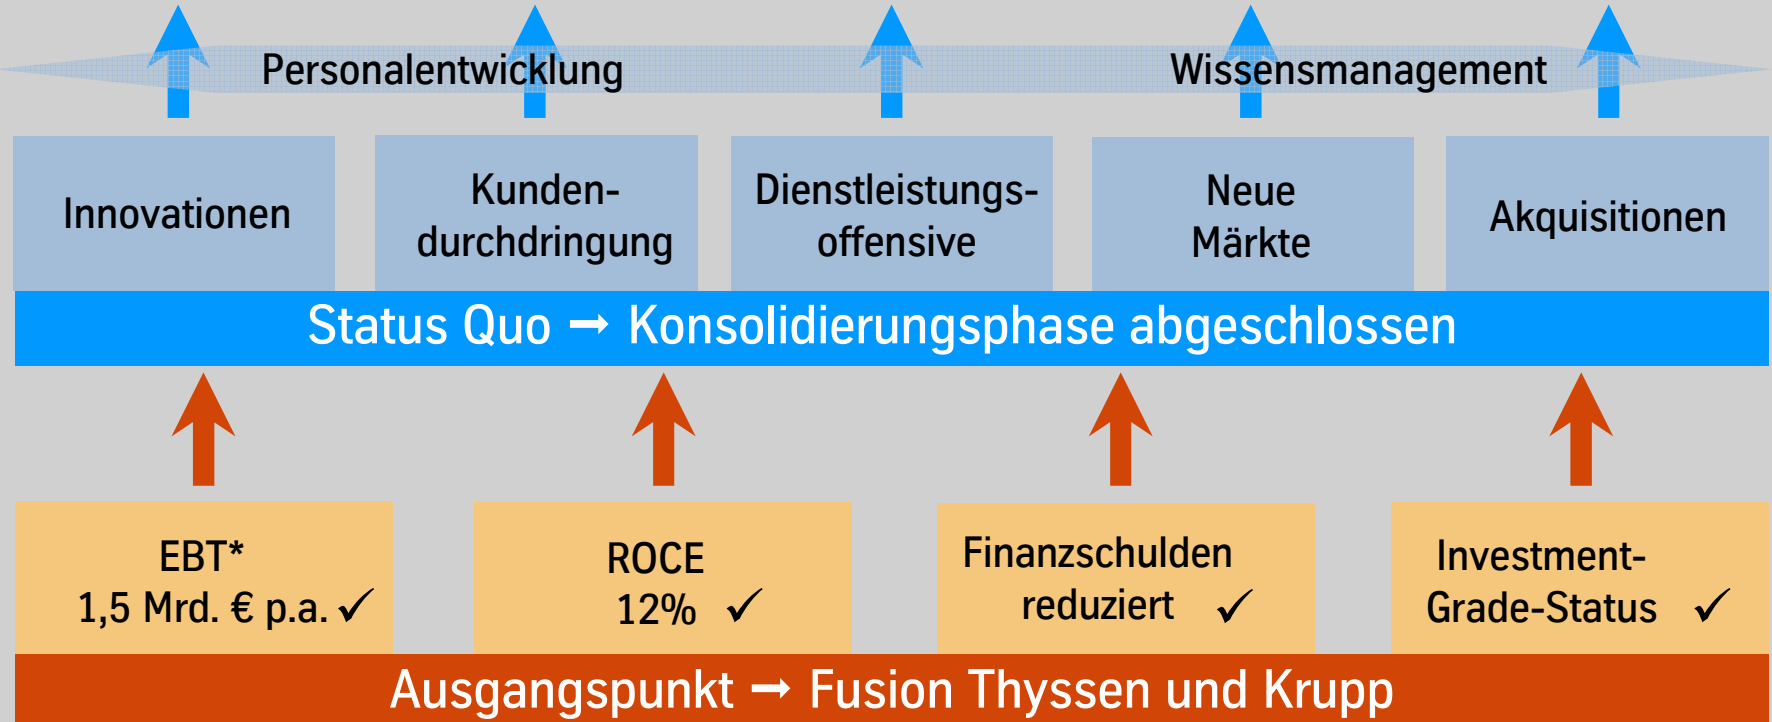 Personalentwicklung
Wissensmanagement
Innovationen
Kunden-
durchdringung
Dienstleistungs-
offensive
Neue
Märkte
Akquisitionen
Status Quo → Konsolidierungsphase abgeschlossen
EBT*
1,5 Mrd. € p.a. ✓
ROCE
12% ✓
Finanzschulden
reduziert ✓
Investment-
Grade-Status ✓
Ausgangspunkt → Fusion Thyssen und Krupp